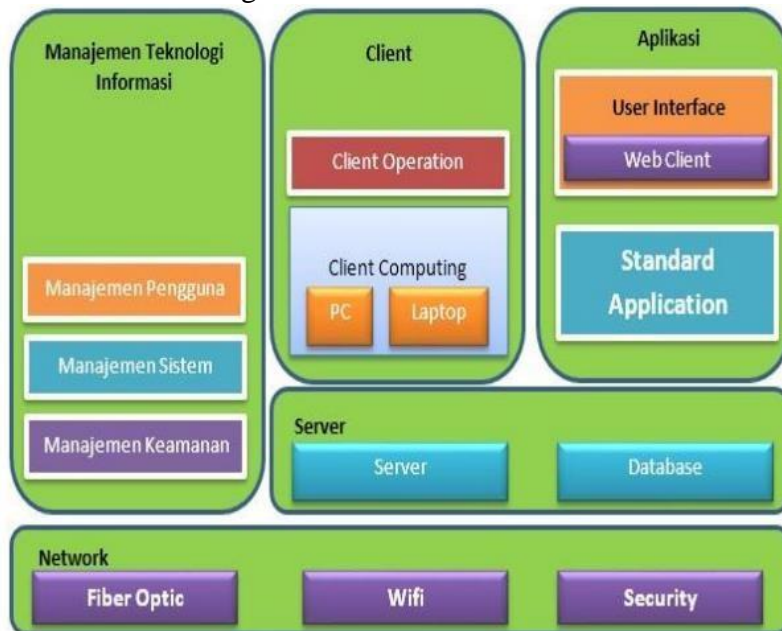 Manajemen Teknologi
Informasi
Manajemen Pengguna
Manajemen Sistem
Manajemen Keamanan
Client
Client Operation
Client Computing
PC
Laptop
Aplikasi
User Interface
Web Client
Standard
Application
Server
Server
Database
Network
Fiber Optic
Wifi
Security